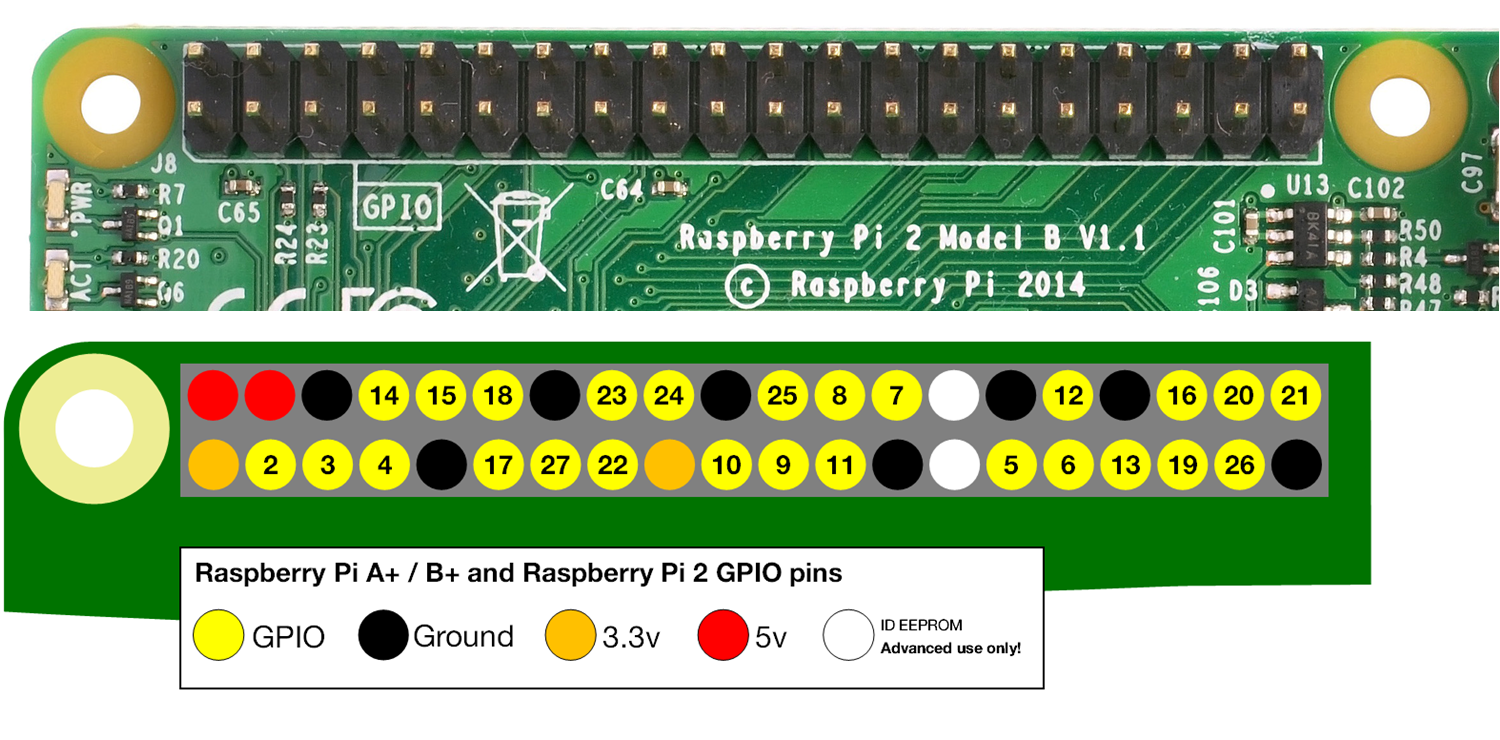 J8
PWR
R7
C65
Q1
R24
R23
GPIO
C64
U13
C102
C97
C101
BK4IA
R50
Raspberry Pi 2 Model B V1.1
R20
R4
ACT
Q6
© Raspberry Pi 2014
106
D3
R48
R47
14 15 18 23 24 25 8 7 12 16 20 21
2 3 4 17 27 22 10 9 11 5 6 13 19 26
Raspberry Pi A+ / B+ and Raspberry Pi 2 GPIO pins
GPIO
Ground
3.3v
5v
ID EEPROM
Advanced use only!